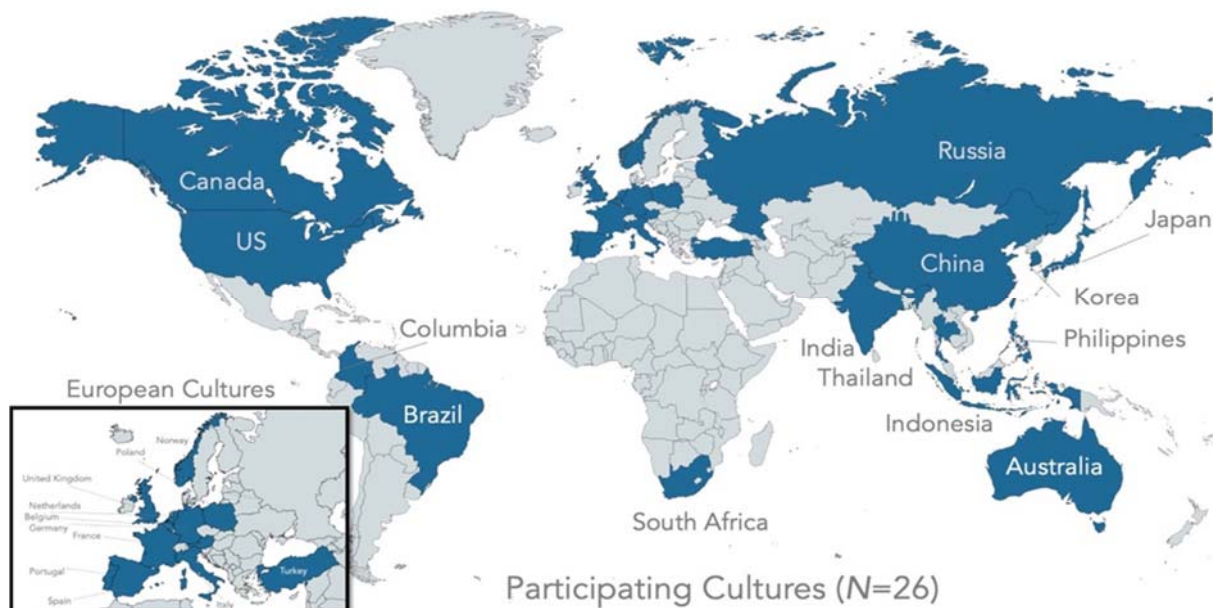 Canada
US
Russia
Japan
China
Korea
Columbia
Philippines
India
Thailand
European Cultures
Brazil
Indonesia
Australia
South Africa
Norway
Poland
United Kingdom
Netherlands
Belgium
Germany
France
Portugal
Turkey
Spain
Italy
Participating Cultures (N=26)